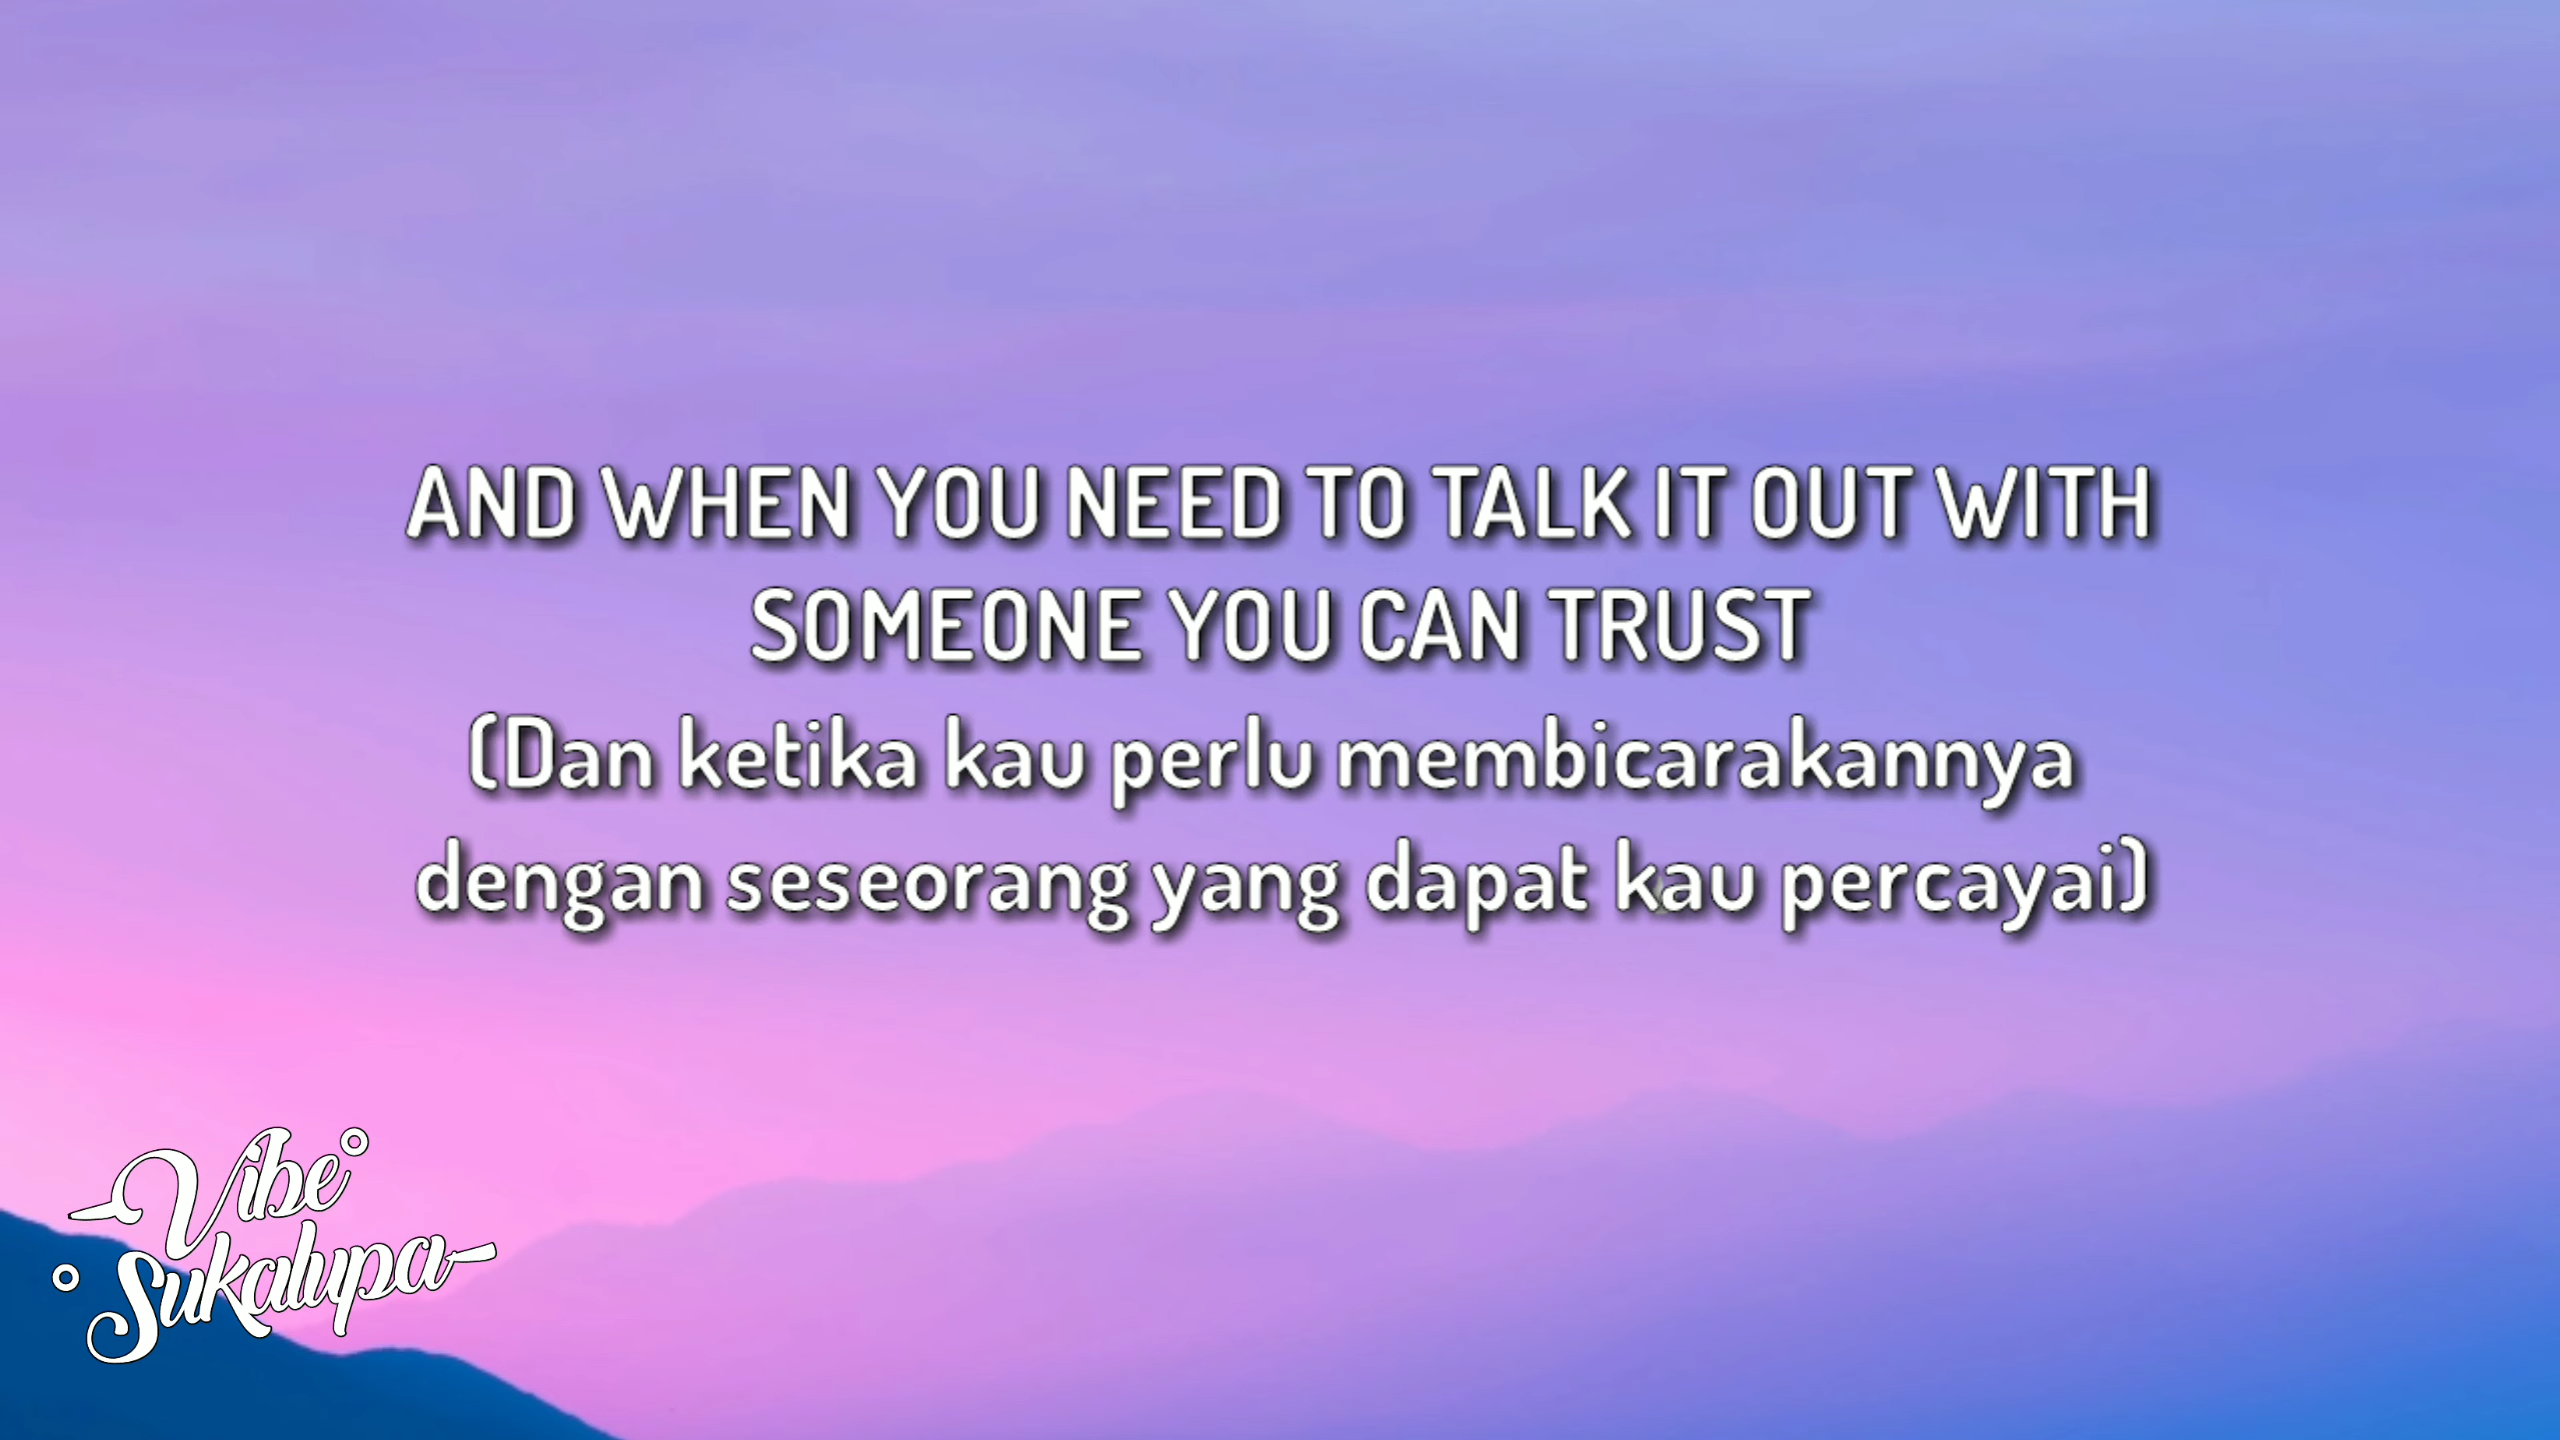 AND WHEN YOU NEED TO TALK IT OUT WITH
SOMEONE YOU CAN TRUST
(Dan ketika kau perlu membicarakannya
dengan seseorang yang dapat kau percayai)
Vibe
Sukalupa